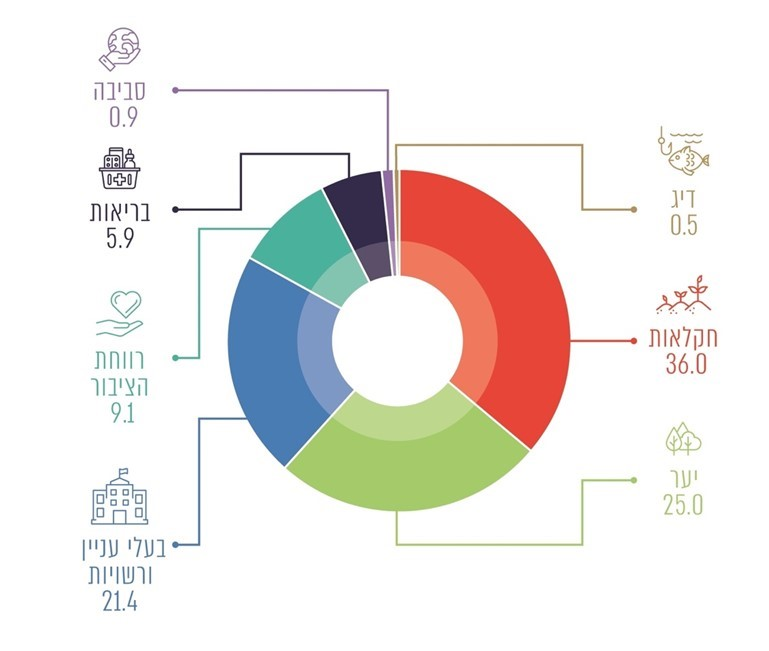 דיג
0.5
חקלאות
36.0
יער
25.0
סביבה
0.9
בריאות
5.9
רווחת
הציבור
9.1
בעלי עניין
ורשויות
21.4